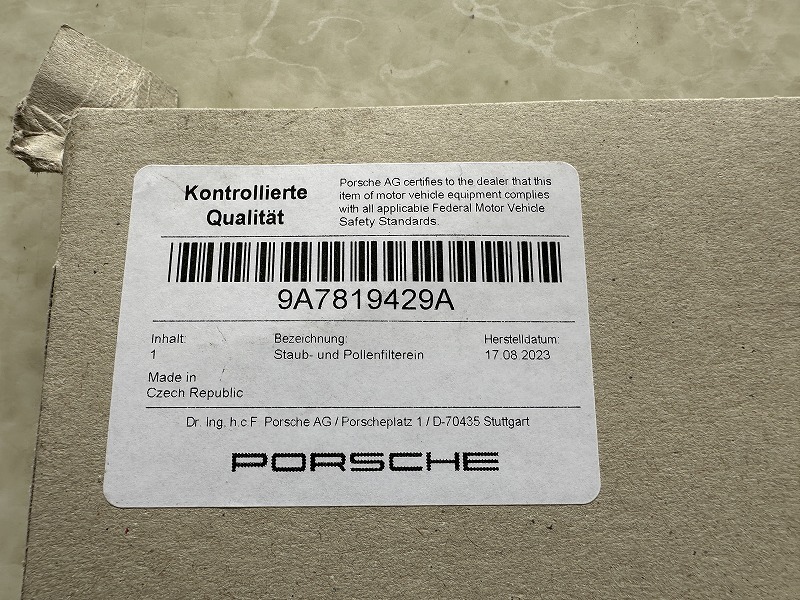 Kontrollierte
Qualität
Porsche AG certifies to the dealer that this
item of motor vehicle equipment complies
with all applicable Federal Motor Vehicle
Safety Standards.
9A7819429A
Inhalt:
1
Bezeichnung:
Staub- und Pollenfilterein
Herstelldatum:
17.08 2023
Made in
Czech Republic
Dr. Ing. h.c.F Porsche AG / Porscheplatz 1 / D-70435 Stuttgart
PORSCHE